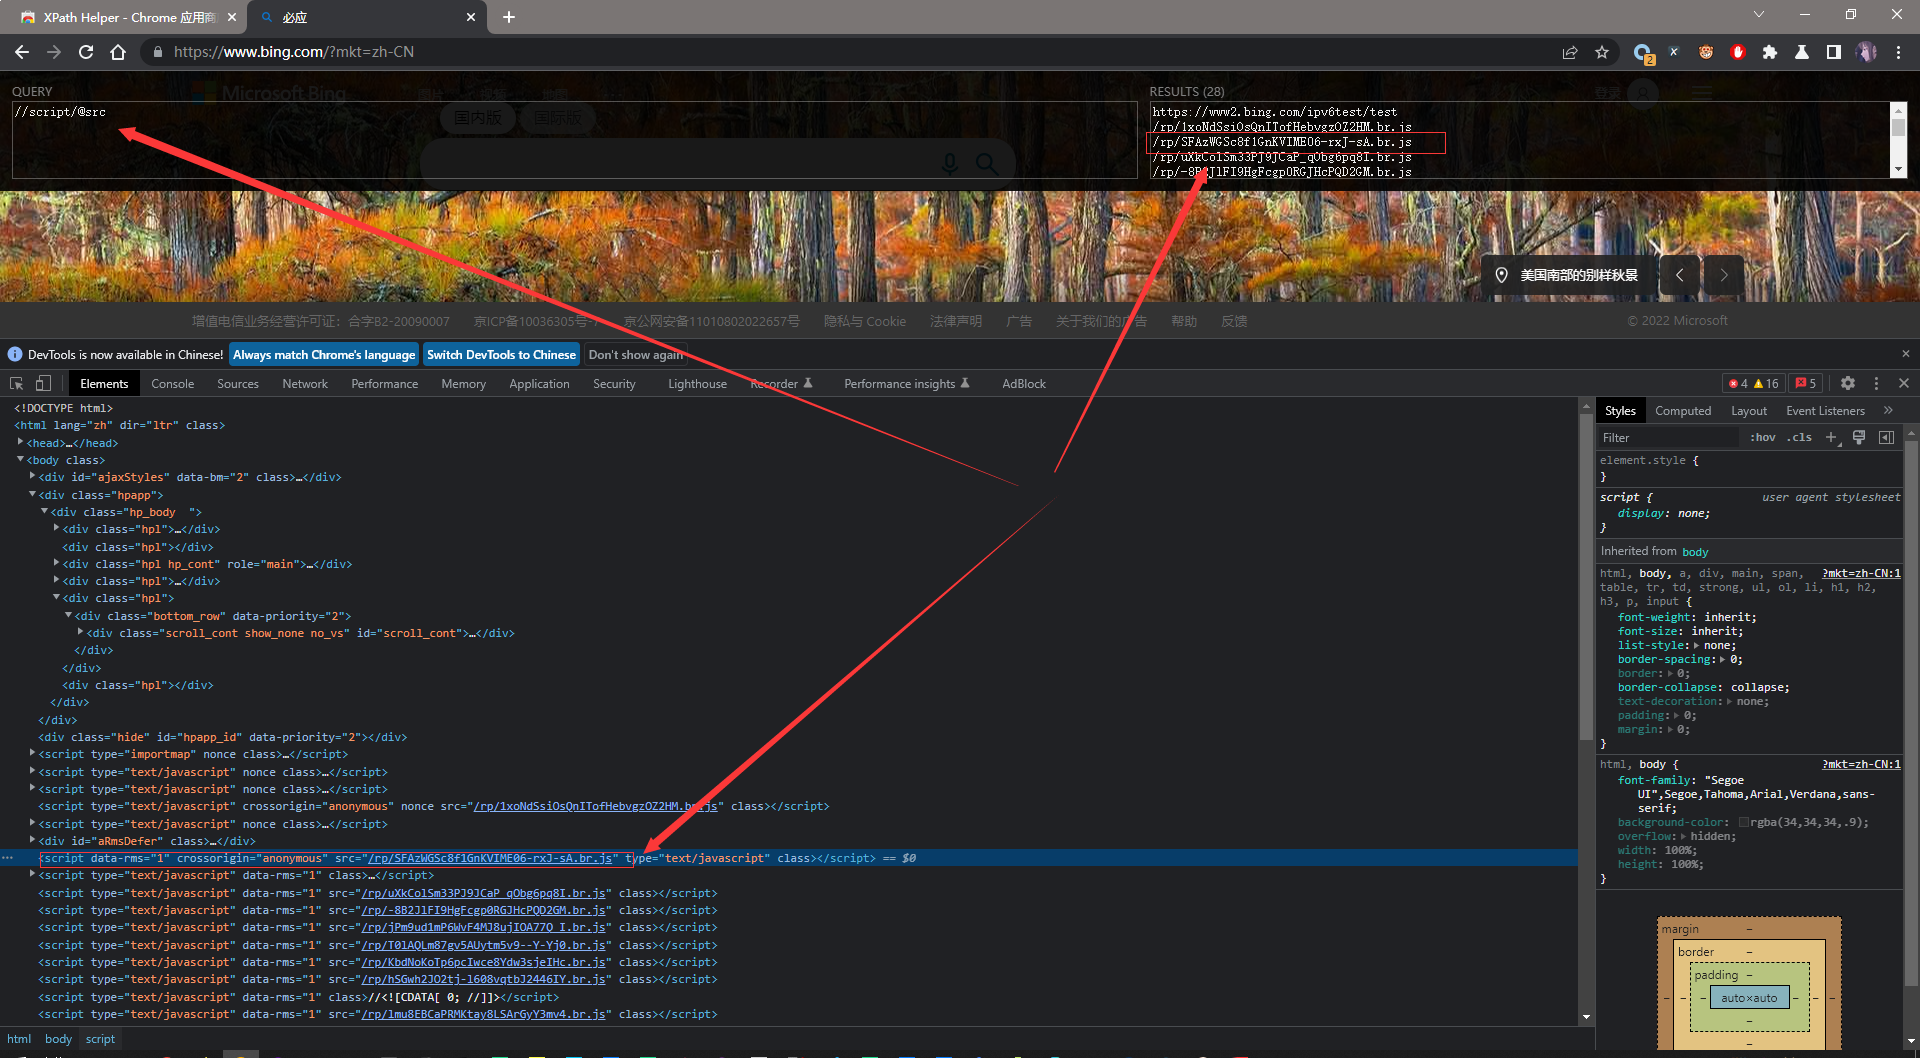 XPath Helper - Chrome 应用商
必应
https://www.bing.com/?mkt=zh-CN
2
QUERY
Microsoft Bing
RESULTS (28)
登录
//script/@src
国内版
国际版
https://www2.bing.com/ipv6test/test
/rp/1xoNdSsiOsQnITofHebvgzOZ2HM.br.js
/rp/SFAzWGSc8f1GnKVIME06-rxJ-sA.br.js
/rp/uXkColSm33PJ9JCaP_qObg6pq8I.br.js
/rp/-8B2JlFI9HgFcgp0RGJHcPQD2GM.br.js
美国南部的别样秋景
增值电信业务经营许可证：合字B2-20090007
京ICP备10036305号-7
京公网安备11010802022657号
隐私与 Cookie
法律声明
广告
关于我们的广告
帮助
反馈
© 2022 Microsoft
DevTools is now available in Chinese!
Always match Chrome's language
Switch DevTools to Chinese
Don't show again
Elements
Console
Sources
Network
Performance
Memory
Application
Security
Lighthouse
Recorder
Performance insights
AdBlock
4
16
5
<!DOCTYPE html>
<html lang="zh" dir="ltr" class>
<head>…</head>
<body class>
<div id="ajaxStyles" data-bm="2" class>…</div>
<div class="hpapp">
<div class="hp_body  ">
<div class="hpl">…</div>
<div class="hpl"></div>
<div class="hpl hp_cont" role="main">…</div>
<div class="hpl">…</div>
<div class="hpl">
<div class="bottom_row" data-priority="2">
<div class="scroll_cont show_none no_vs" id="scroll_cont">…</div>
</div>
</div>
<div class="hpl"></div>
</div>
</div>
<div class="hide" id="hpapp_id" data-priority="2"></div>
<script type="importmap" nonce class>…</script>
<script type="text/javascript" nonce class>…</script>
<script type="text/javascript" nonce class>…</script>
<script type="text/javascript" crossorigin="anonymous" nonce src="/rp/1xoNdSsiOsQnITofHebvgzOZ2HM.br.js" class></script>
<script type="text/javascript" nonce class>…</script>
<div id="aRmsDefer" class>…</div>
<script data-rms="1" crossorigin="anonymous" src="/rp/SFAzWGSc8f1GnKVIME06-rxJ-sA.br.js" type="text/javascript" class></script> == $0
<script type="text/javascript" data-rms="1" class>…</script>
<script type="text/javascript" data-rms="1" src="/rp/uXkColSm33PJ9JCaP_qObg6pq8I.br.js" class></script>
<script type="text/javascript" data-rms="1" src="/rp/-8B2JlFI9HgFcgp0RGJHcPQD2GM.br.js" class></script>
<script type="text/javascript" data-rms="1" src="/rp/jPm9ud1mP6WvF4MJ8ujIOA77Q_I.br.js" class></script>
<script type="text/javascript" data-rms="1" src="/rp/T0lAQLm87gv5AUytm5v9--Y-Yj0.br.js" class></script>
<script type="text/javascript" data-rms="1" src="/rp/KbdNoKoTp6pcIwce8Ydw3sjeIHc.br.js" class></script>
<script type="text/javascript" data-rms="1" src="/rp/hSGwh2JO2tj-l608vqtbJ2446IY.br.js" class></script>
<script type="text/javascript" data-rms="1" class>//<![CDATA[ 0; //]]></script>
<script type="text/javascript" data-rms="1" src="/rp/lmu8EBCaPRMKtay8LSArGyY3mv4.br.js" class></script>
html
body
script
Styles
Computed
Layout
Event Listeners
Filter
:hov
.cls
element.style {
}
script {
user agent stylesheet
display: none;
}
Inherited from body
html, body, a, div, main, span,
?mkt=zh-CN:1
table, tr, td, strong, ul, ol, li, h1, h2,
h3, p, input {
font-weight: inherit;
font-size: inherit;
list-style: none;
border-spacing: 0;
border: 0;
border-collapse: collapse;
text-decoration: none;
padding: 0;
margin: 0;
}
html, body {
?mkt=zh-CN:1
font-family: "Segoe
UI",Segoe,Tahoma,Arial,Verdana,sans-
serif;
background-color: rgba(34,34,34,.9);
overflow: hidden;
width: 100%;
height: 100%;
}
margin –
border –
padding –
– – – auto×auto – – –
–
–